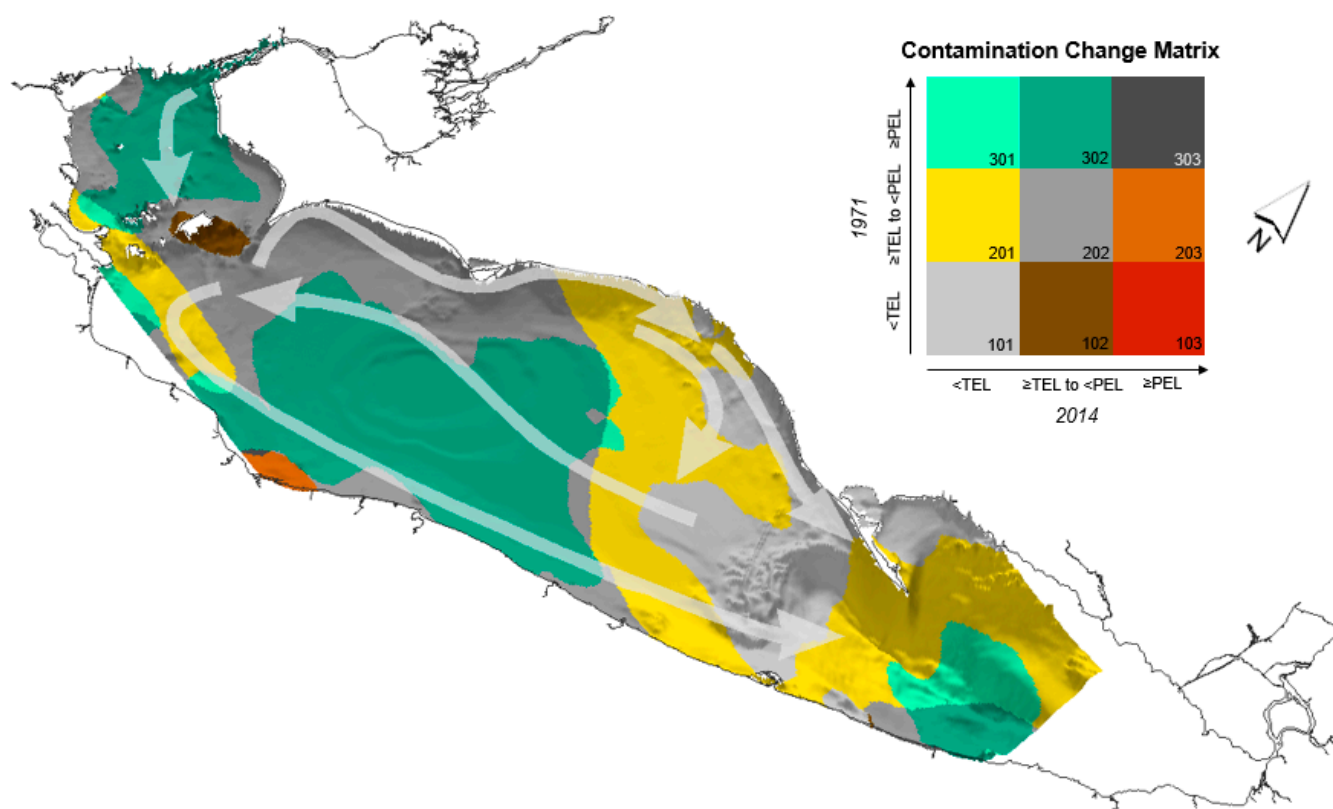 Contamination Change Matrix
≥PEL
≥TEL to <PEL
<TEL
1971
301
302
303
201
202
203
101
102
103
<TEL
≥TEL to <PEL
≥PEL
2014
N